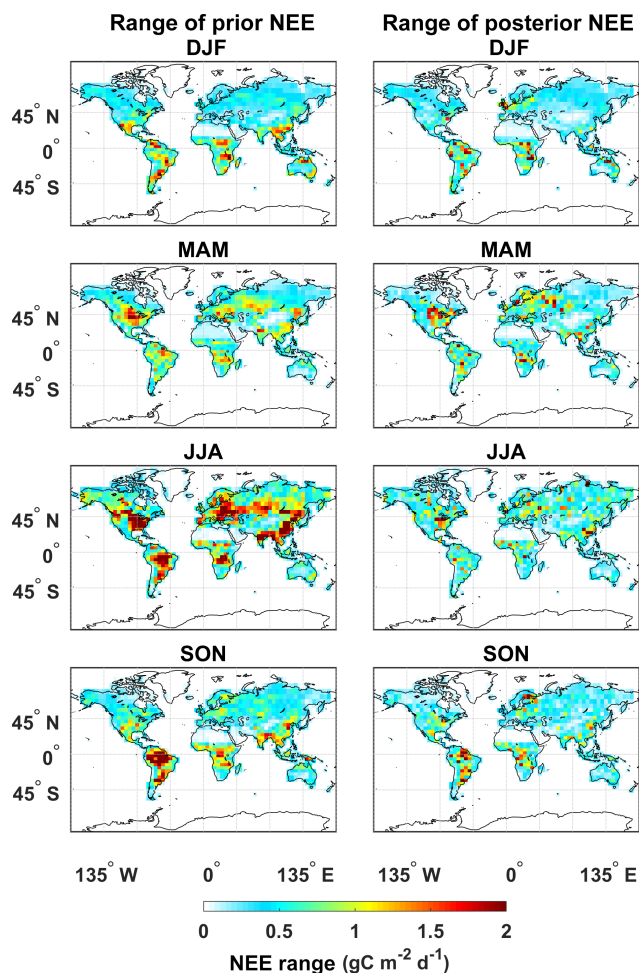 Range of prior NEE Range of posterior NEE
DJF DJF
45° N
0°
45° S
MAM MAM
45° N
0°
45° S
JJA JJA
45° N
0°
45° S
SON SON
45° N
0°
45° S
135° W 0° 135° E 135° W 0° 135° E
0 0.5 1 1.5 2
NEE range (gC m⁻² d⁻¹)